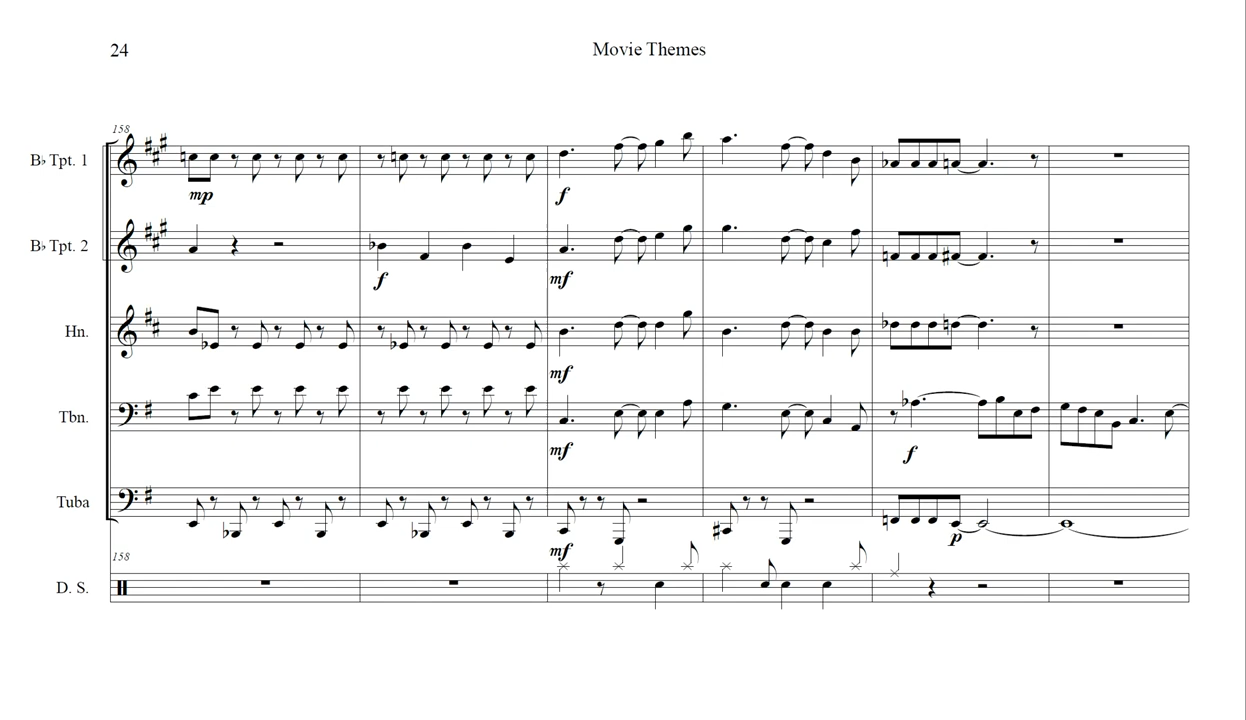 24 Movie Themes
158
B♭ Tpt. 1
mp f
B♭ Tpt. 2
f mf
Hn.
mf
Tbn.
mf f
Tuba
mf p
158
D. S.